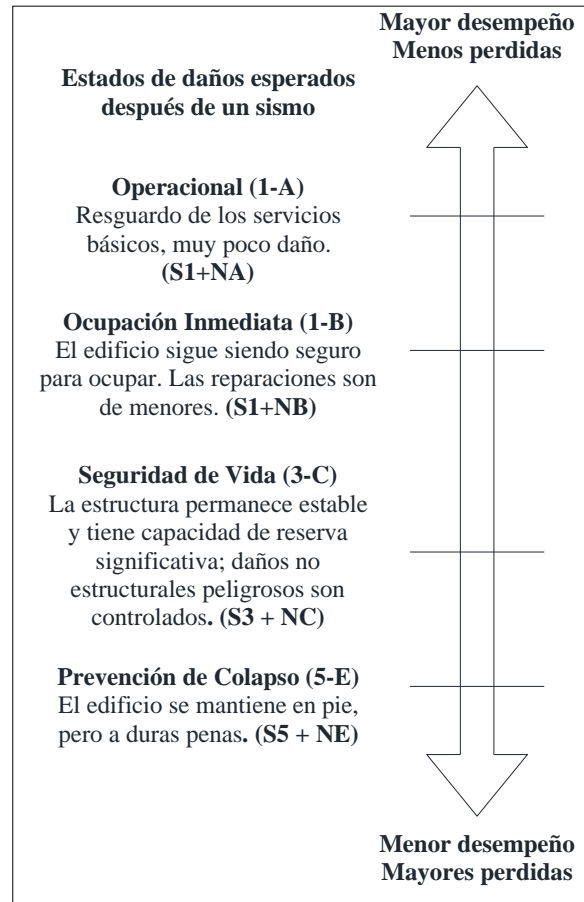 Mayor desempeño
Menos perdidas
Estados de daños esperados
después de un sismo
Operacional (1-A)
Resguardo de los servicios
básicos, muy poco daño.
(S1+NA)
Ocupación Inmediata (1-B)
El edificio sigue siendo seguro
para ocupar. Las reparaciones son
de menores. (S1+NB)
Seguridad de Vida (3-C)
La estructura permanece estable
y tiene capacidad de reserva
significativa; daños no
estructurales peligrosos son
controlados. (S3 + NC)
Prevención de Colapso (5-E)
El edificio se mantiene en pie,
pero a duras penas. (S5 + NE)
Menor desempeño
Mayores perdidas